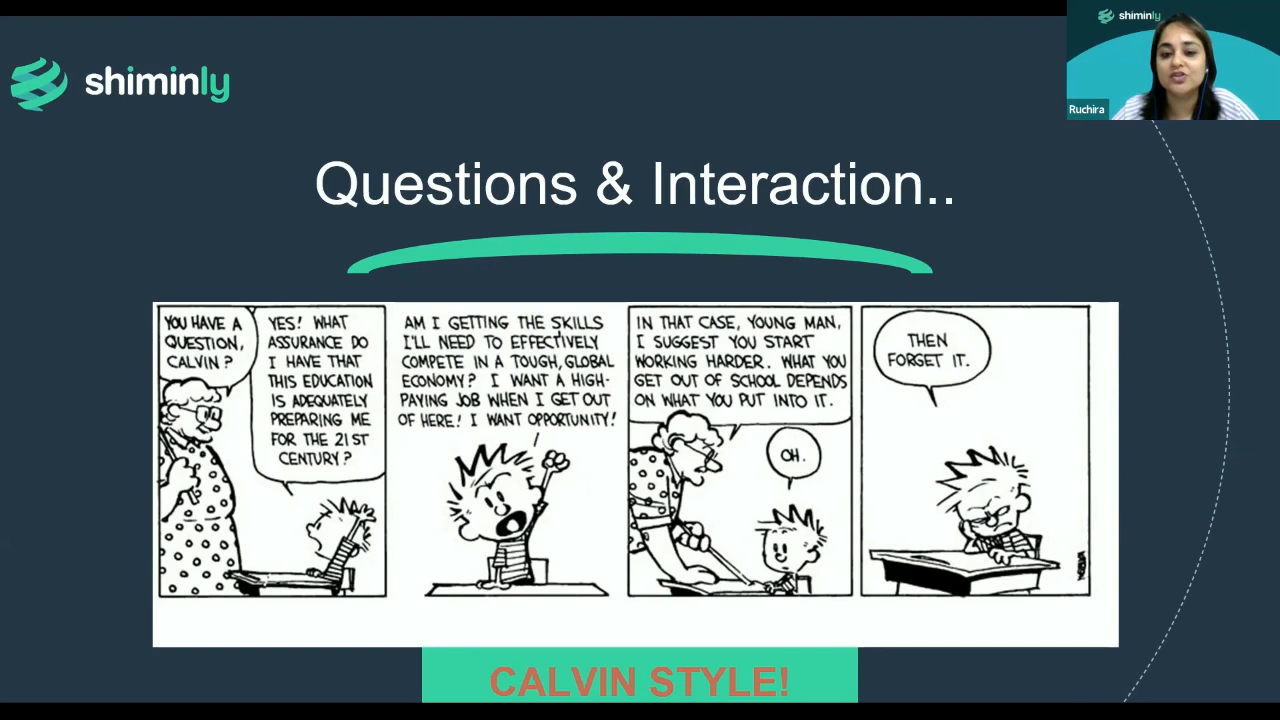 shiminly
shiminly
Ruchira
Questions & Interaction..
YOU HAVE A
QUESTION,
CALVIN?
YES! WHAT
ASSURANCE DO
I HAVE THAT
THIS EDUCATION
IS ADEQUATELY
PREPARING ME
FOR THE 21ST
CENTURY?
AM I GETTING THE SKILLS
I'LL NEED TO EFFECTIVELY
COMPETE IN A TOUGH, GLOBAL
ECONOMY? I WANT A HIGH-
PAYING JOB WHEN I GET OUT
OF HERE! I WANT OPPORTUNITY!
IN THAT CASE, YOUNG MAN,
I SUGGEST YOU START
WORKING HARDER. WHAT YOU
GET OUT OF SCHOOL DEPENDS
ON WHAT YOU PUT INTO IT.
OH.
THEN
FORGET IT.
CALVIN STYLE!